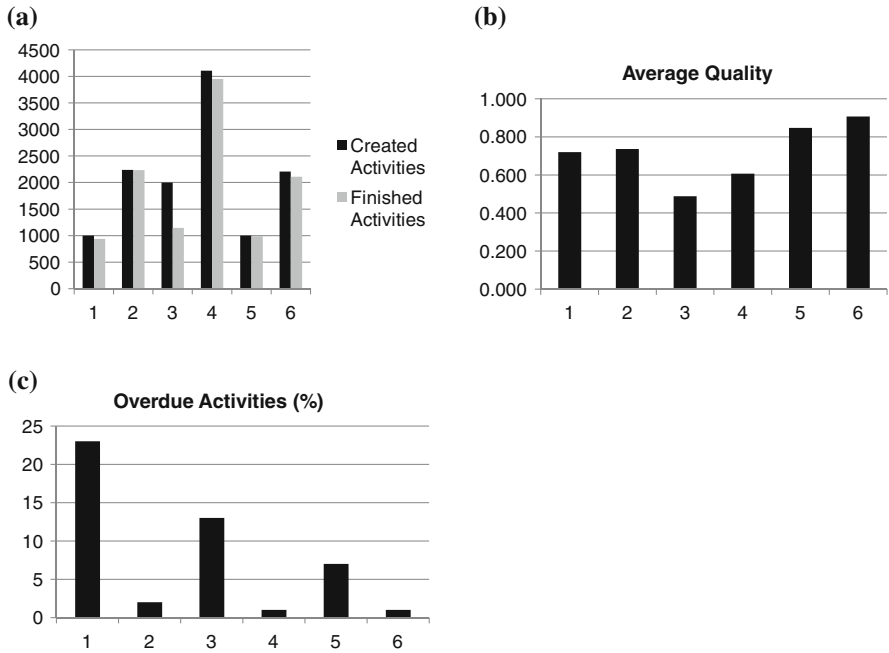 (a)
4500
4000
3500
3000
2500
2000
1500
1000
500
0
1 2 3 4 5 6
Created
Activities
Finished
Activities
(b)
Average Quality
1.000
0.800
0.600
0.400
0.200
0.000
1 2 3 4 5 6
(c)
Overdue Activities (%)
25
20
15
10
5
0
1 2 3 4 5 6